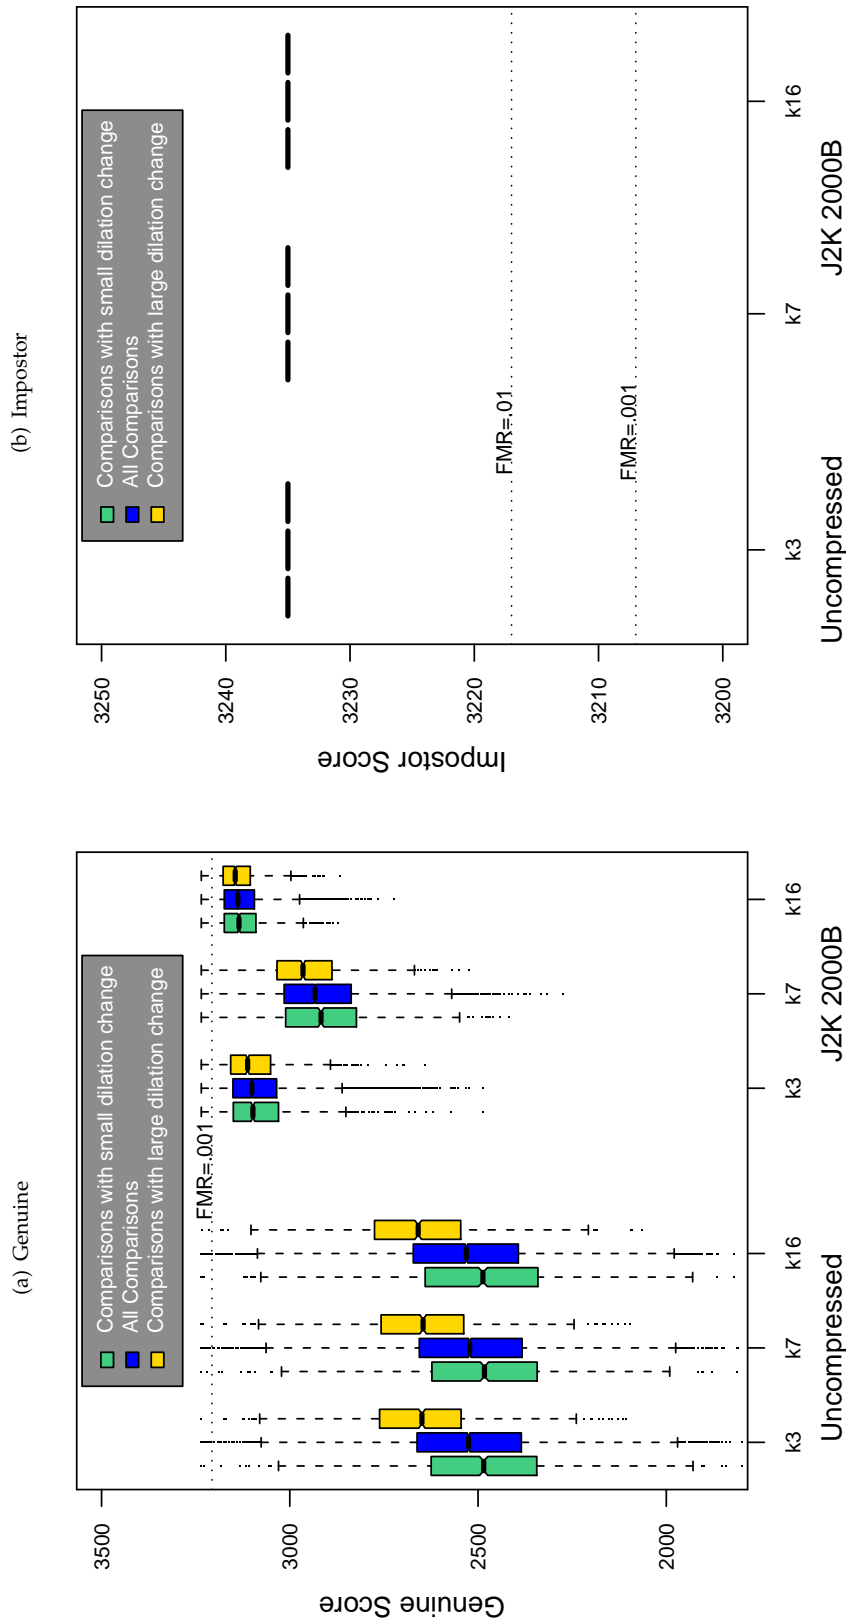 (a) Genuine
Genuine Score
3500
3000
2500
2000
Comparisons with small dilation change
All Comparisons
Comparisons with large dilation change
FMR=.001
k3
k7
k16
k3
k7
k16
Uncompressed
J2K 2000B
(b) Impostor
Impostor Score
3250
3240
3230
3220
3210
3200
Comparisons with small dilation change
All Comparisons
Comparisons with large dilation change
FMR=.01
FMR=.001
k3
k7
k16
Uncompressed
J2K 2000B